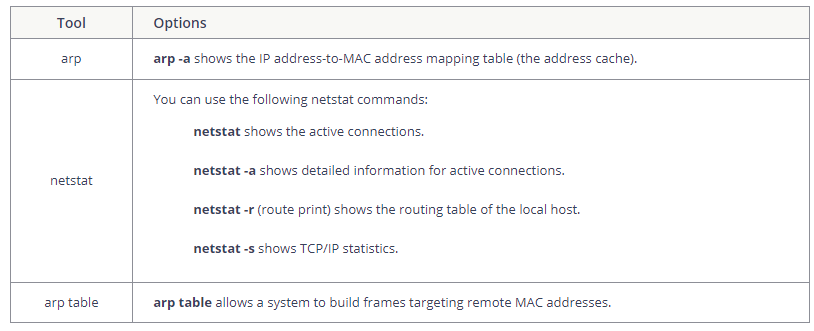 Tool Options
arp arp -a shows the IP address-to-MAC address mapping table (the address cache).
You can use the following netstat commands:
netstat shows the active connections.
netstat -a shows detailed information for active connections.
netstat
netstat -r (route print) shows the routing table of the local host.
netstat -s shows TCP/IP statistics.
arp table arp table allows a system to build frames targeting remote MAC addresses.